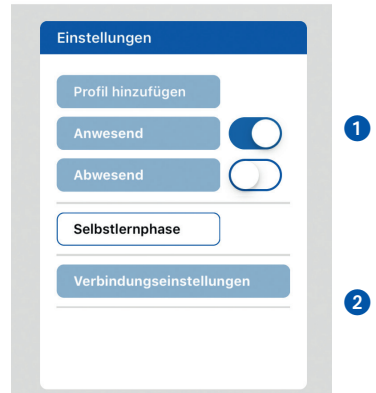 Einstellungen
Profil hinzufügen
Anwesend
1
Abwesend
Selbstlernphase
Verbindungseinstellungen
2